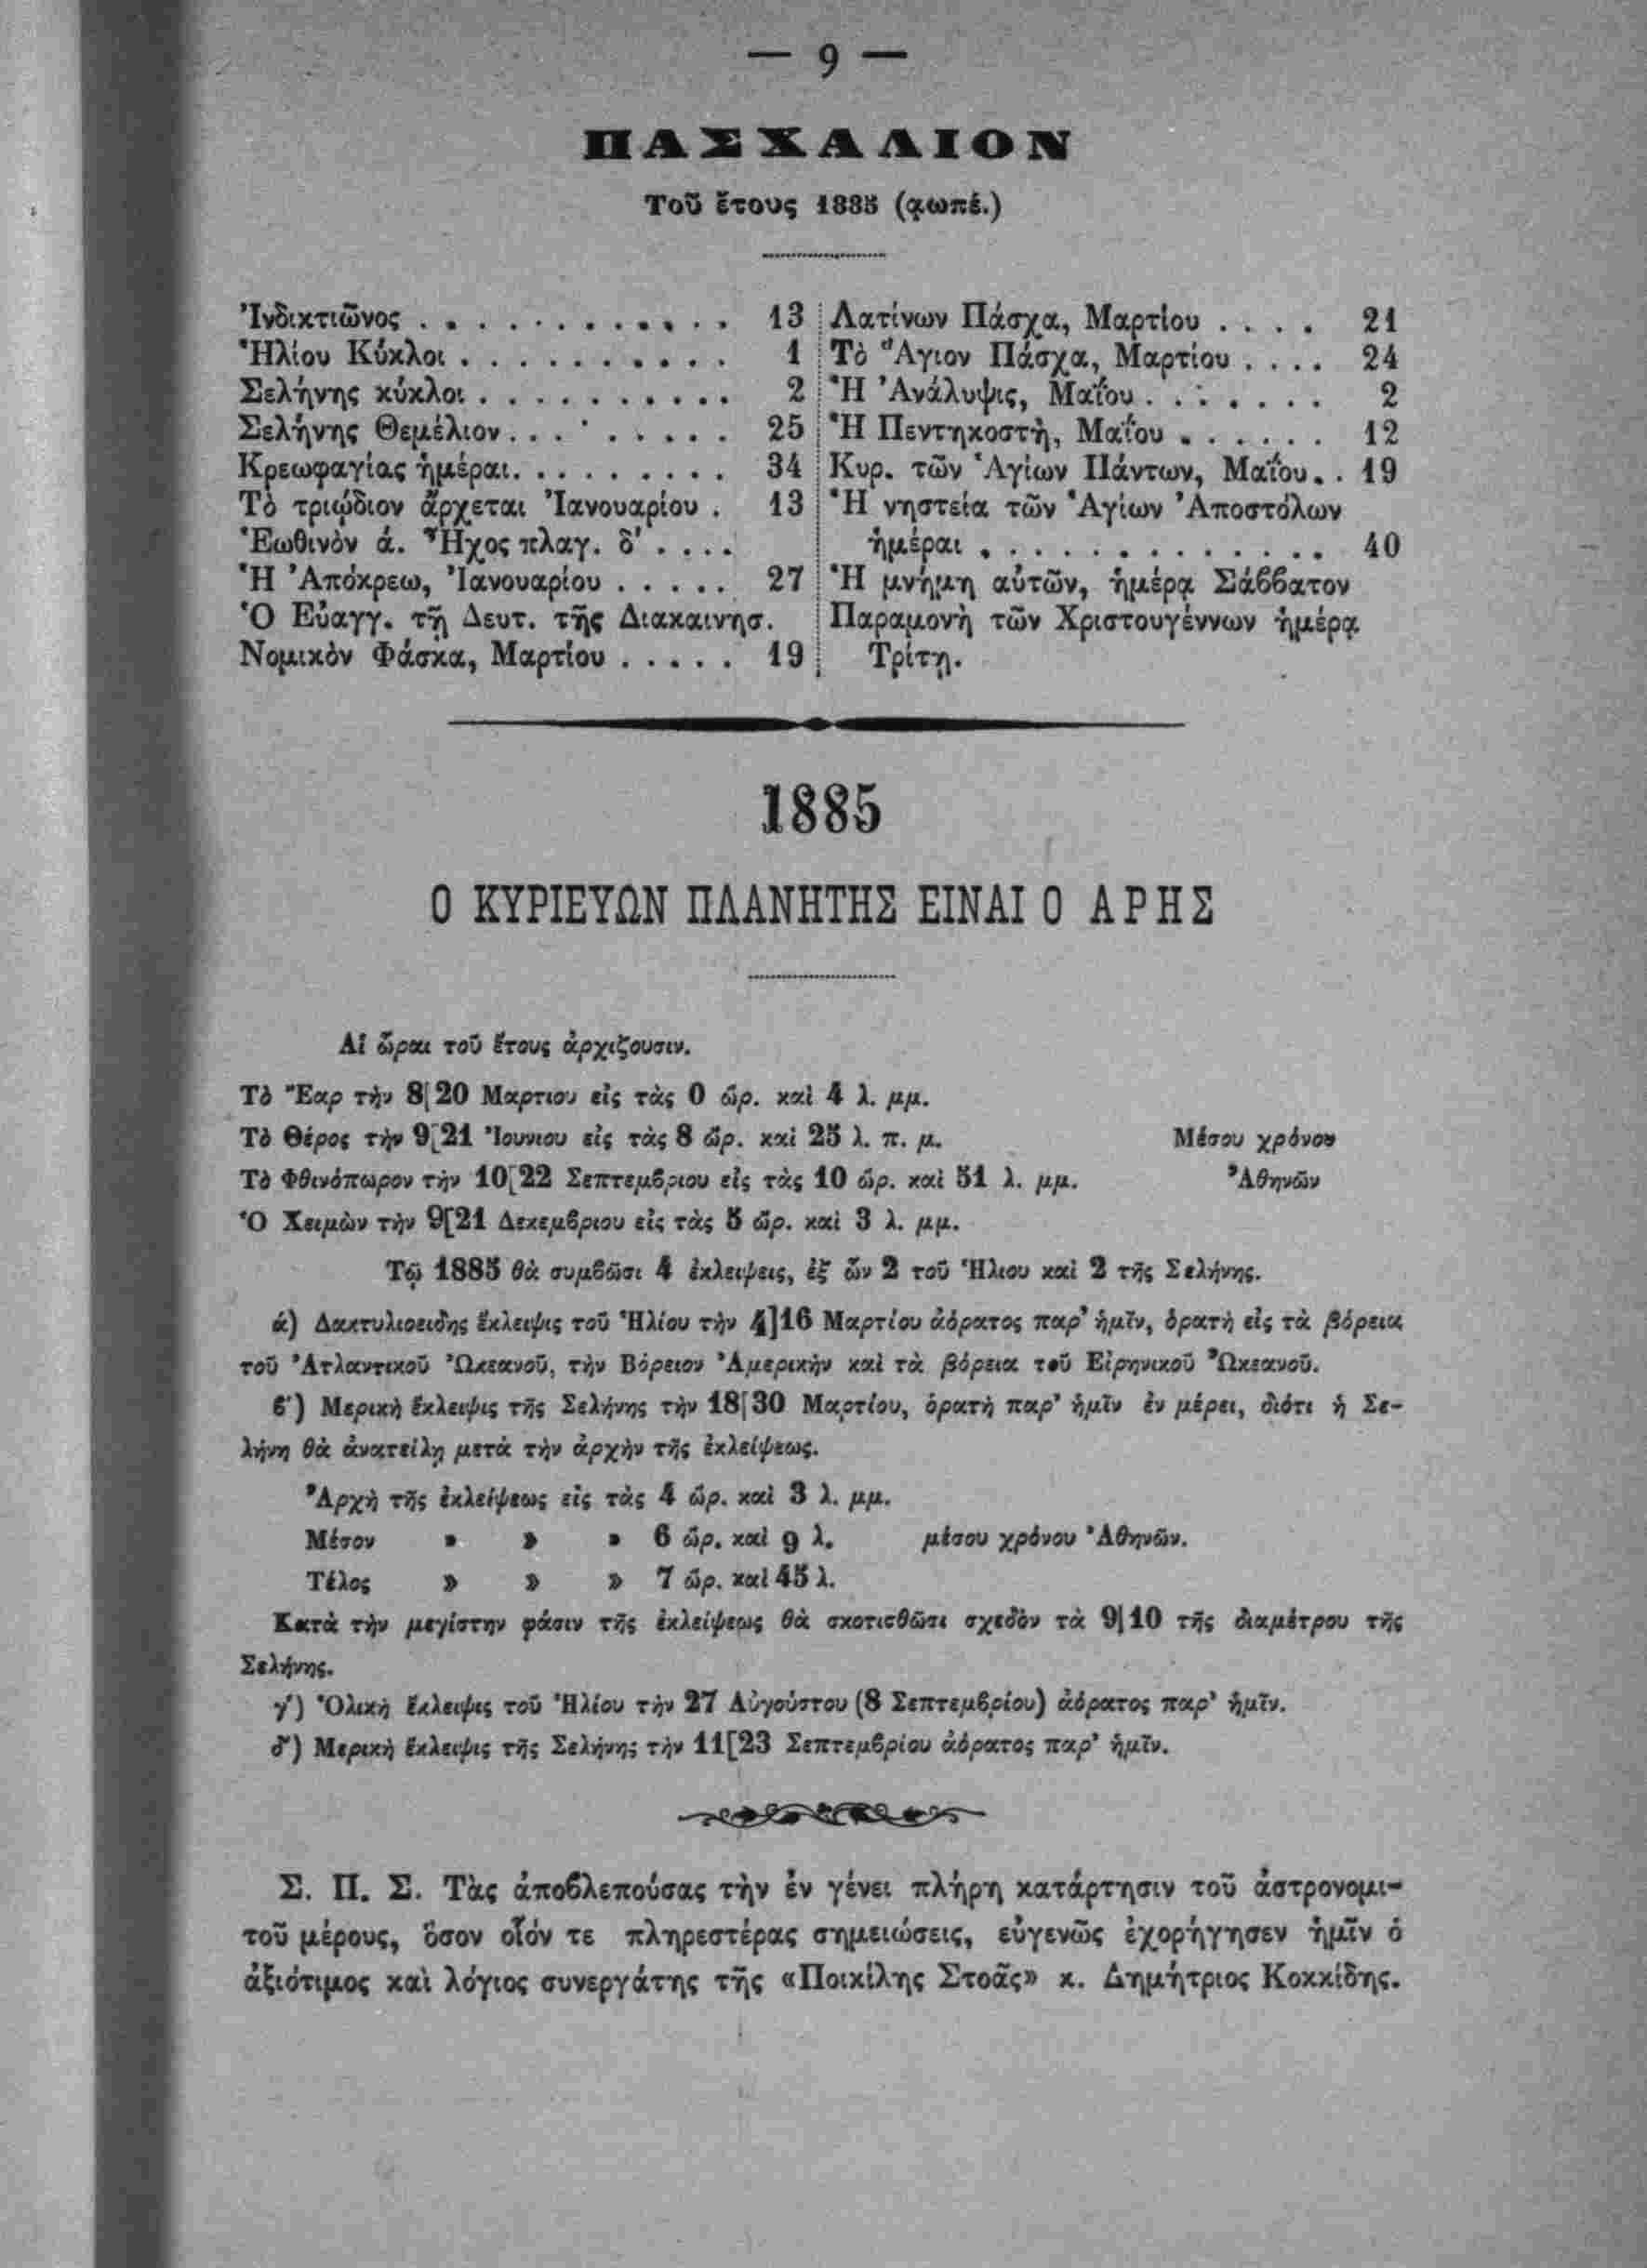 — 9 —
ΠΑΣΧΑΛΙΟΝ
Τοῦ ἔτους 1885 (αωπέ.)
Ἰνδικτιῶνος . . . . . . . . . . . . . 13
Ἡλίου Κύκλοι . . . . . . . . . . . 1
Σελήνης κύκλοι . . . . . . . . . . 2
Σελήνης Θεμέλιον . . . . . . . . . 25
Κρεωφαγίας ἡμέραι. . . . . . . . . 34
Τὸ τριῴδιον ἄρχεται Ἰανουαρίου . 13
Ἑωθινὸν ά. Ἦχος πλαγ. δ' . . . .
Ἡ Ἀπόκρεω, Ἰανουαρίου . . . . . 27
Ὁ Εὐαγγ. τῇ Δευτ. τῆς Διακαινησ.
Νομικὸν Φάσκα, Μαρτίου . . . . . 19
Λατίνων Πάσχα, Μαρτίου . . . . 21
Τὸ Ἅγιον Πάσχα, Μαρτίου . . . . 24
Ἡ Ἀνάλυψις, Μαΐου . . . . . . . 2
Ἡ Πεντηκοστὴ, Μαΐου . . . . . . 12
Κυρ. τῶν Ἁγίων Πάντων, Μαΐου. . 19
Ἡ νηστεία τῶν Ἁγίων Ἀποστόλων
ἡμέραι . . . . . . . . . . . . . 40
Ἡ μνήμη αὐτῶν, ἡμέρᾳ Σάββατον
Παραμονὴ τῶν Χριστουγέννων ἡμέρᾳ
Τρίτῃ.
1885
Ο ΚΥΡΙΕΥΩΝ ΠΛΑΝΗΤΗΣ ΕΙΝΑΙ Ο ΑΡΗΣ
Αἱ ὧραι τοῦ ἔτους ἀρχιζουσιν.
Τὸ Ἔαρ τὴν 8[20 Μαρτιου εἰς τὰς 0 ὥρ. καὶ 4 λ. μμ.
Τὸ Θέρος τὴν 9[21 Ἰουνιου εἰς τὰς 8 ὥρ. καὶ 25 λ. π. μ. Μέσου χρόνου
Τὸ Φθινόπωρον τὴν 10[22 Σεπτεμβριου εἰς τὰς 10 ὥρ. καὶ 51 λ. μμ. Ἀθηνῶν
Ὁ Χειμὼν τὴν 9[21 Δεκεμβριου εἰς τὰς 5 ὥρ. καὶ 3 λ. μμ.
Τῷ 1885 θὰ συμβῶσι 4 ἐκλειψεις, ἐξ ὧν 2 τοῦ Ἡλιου καὶ 2 τῆς Σελήνης.
ά) Δακτυλιοειδης ἔκλειψις τοῦ Ἡλίου τὴν 4]16 Μαρτίου ἀόρατος παρ' ἡμῖν, ὁρατὴ εἰς τὰ βόρεια
τοῦ Ἀτλαντικοῦ Ὠκεανοῦ, τὴν Βόρειον Ἀμερικὴν καὶ τὰ βόρεια τοῦ Εἰρηνικοῦ Ὠκεανοῦ.
β') Μερικὴ ἔκλειψις τῆς Σελήνης τὴν 18[30 Μαρτίου, ὁρατὴ παρ' ἡμῖν ἐν μέρει, διότι ἡ Σε-
λήνη θὰ ἀνατείλῃ μετὰ τὴν ἀρχὴν τῆς ἐκλείψεως.
Ἀρχὴ τῆς ἐκλείψεως εἰς τὰς 4 ὥρ. καὶ 3 λ. μμ.
Μέσον » » » 6 ὥρ. καὶ 9 λ. μέσου χρόνου Ἀθηνῶν.
Τέλος » » » 7 ὥρ. καὶ 45 λ.
Κατὰ τὴν μεγίστην φάσιν τῆς ἐκλείψεως θὰ σκοτισθῶσι σχεδὸν τὰ 9|10 τῆς διαμέτρου τῆς
Σελήνης.
γ') Ὁλικὴ ἔκλειψις τοῦ Ἡλίου τὴν 27 Αὐγούστου (8 Σεπτεμβρίου) ἀόρατος παρ' ἡμῖν.
δ') Μερικὴ ἔκλειψις τῆς Σελήνης τὴν 11[23 Σεπτεμβρίου ἀόρατος παρ' ἡμῖν.
Σ. Π. Σ. Τὰς ἀποβλεπούσας τὴν ἐν γένει πλήρη κατάρτησιν τοῦ ἀστρονομι-
τοῦ μέρους, ὅσον οἷόν τε πληρεστέρας σημειώσεις, εὐγενῶς ἐχορήγησεν ἡμῖν ὁ
ἀξιότιμος καὶ λόγιος συνεργάτης τῆς «Ποικίλης Στοᾶς» κ. Δημήτριος Κοκκίδης.